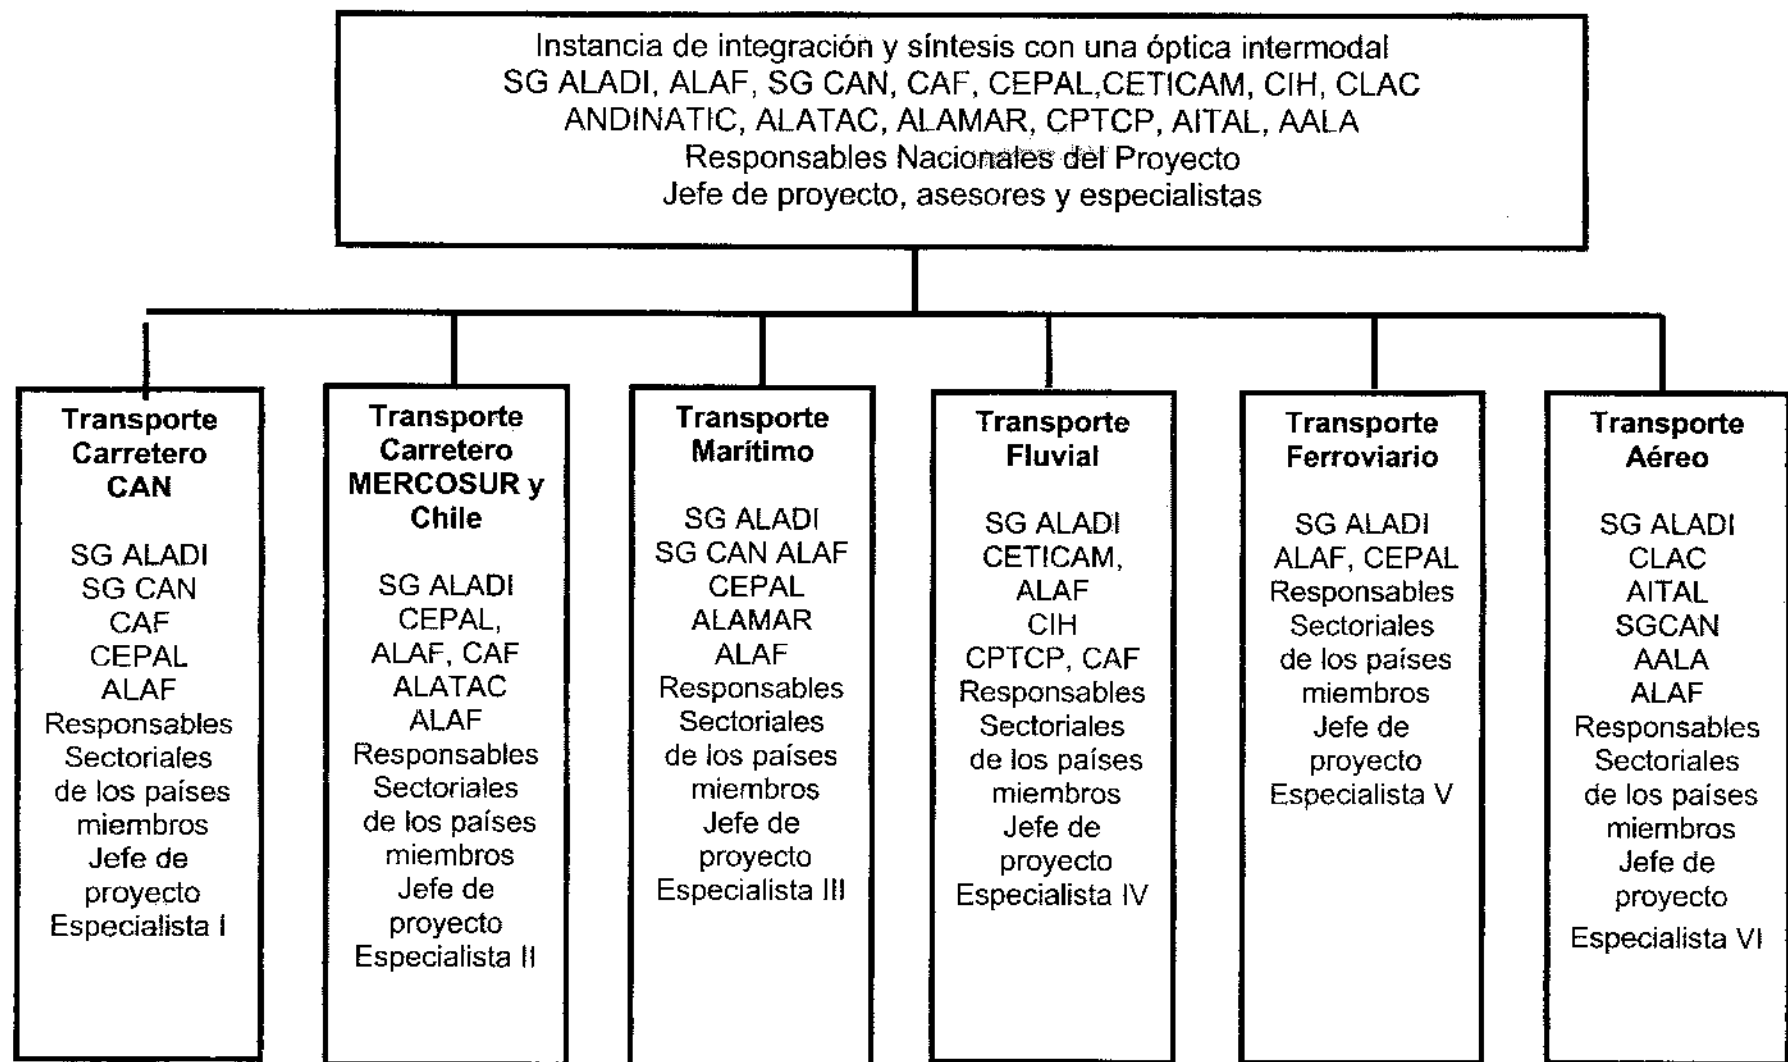 Instancia de integración y síntesis con una óptica intermodal
SG ALADI, ALAF, SG CAN, CAF, CEPAL,CETICAM, CIH, CLAC
ANDINATIC, ALATAC, ALAMAR, CPTCP, AITAL, AALA
Responsables Nacionales del Proyecto
Jefe de proyecto, asesores y especialistas
Transporte
Carretero
CAN
SG ALADI
SG CAN
CAF
CEPAL
ALAF
Responsables
Sectoriales
de los países
miembros
Jefe de
proyecto
Especialista I
Transporte
Carretero
MERCOSUR y
Chile
SG ALADI
CEPAL,
ALAF, CAF
ALATAC
ALAF
Responsables
Sectoriales
de los países
miembros
Jefe de
proyecto
Especialista II
Transporte
Marítimo
SG ALADI
SG CAN ALAF
CEPAL
ALAMAR
ALAF
Responsables
Sectoriales
de los países
miembros
Jefe de
proyecto
Especialista III
Transporte
Fluvial
SG ALADI
CETICAM,
ALAF
CIH
CPTCP, CAF
Responsables
Sectoriales
de los países
miembros
Jefe de
proyecto
Especialista IV
Transporte
Ferroviario
SG ALADI
ALAF, CEPAL
Responsables
Sectoriales
de los países
miembros
Jefe de
proyecto
Especialista V
Transporte
Aéreo
SG ALADI
CLAC
AITAL
SGCAN
AALA
ALAF
Responsables
Sectoriales
de los países
miembros
Jefe de
proyecto
Especialista VI